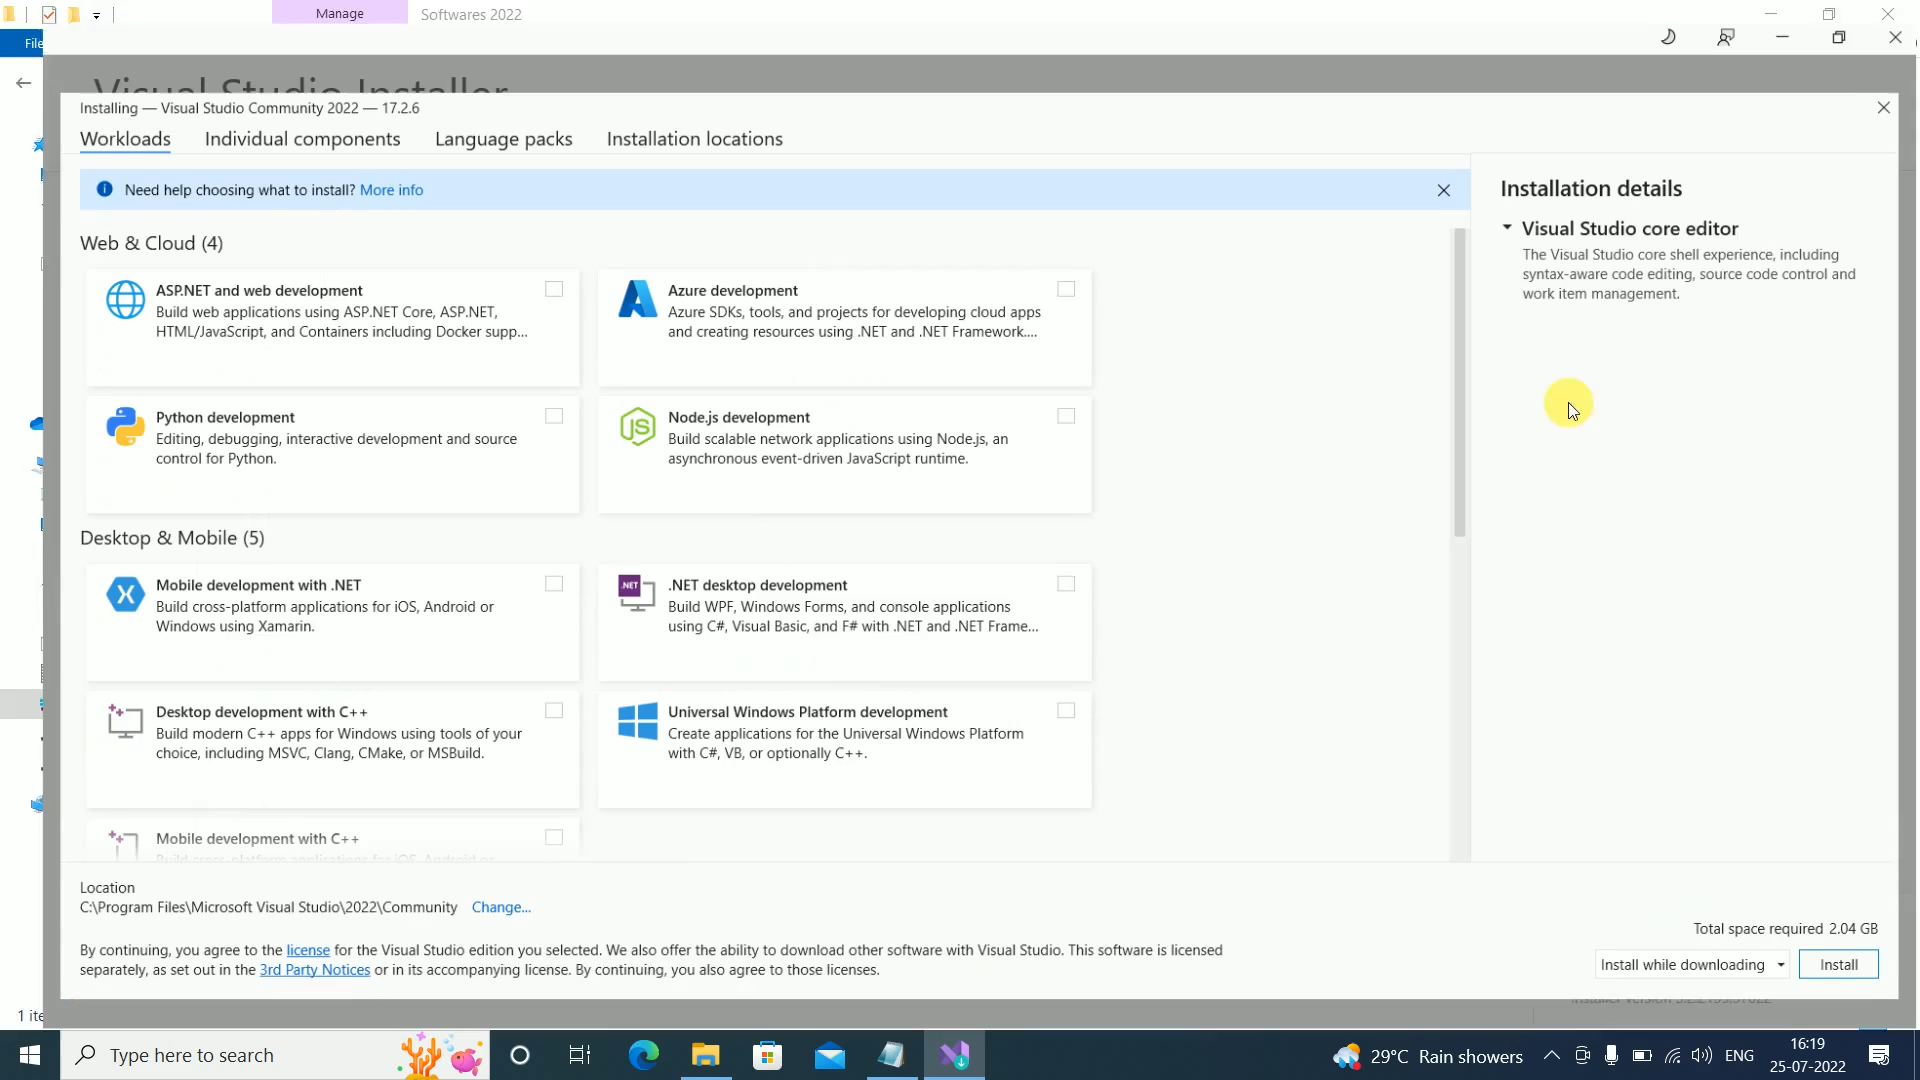 Manage
Softwares 2022
File
Visual Studio Installer
Installing — Visual Studio Community 2022 — 17.2.6
Workloads
Individual components
Language packs
Installation locations
Need help choosing what to install? More info
Web & Cloud (4)
ASP.NET and web development
Build web applications using ASP.NET Core, ASP.NET,
HTML/JavaScript, and Containers including Docker supp...
Azure development
Azure SDKs, tools, and projects for developing cloud apps
and creating resources using .NET and .NET Framework....
Python development
Editing, debugging, interactive development and source
control for Python.
Node.js development
Build scalable network applications using Node.js, an
asynchronous event-driven JavaScript runtime.
Desktop & Mobile (5)
Mobile development with .NET
Build cross-platform applications for iOS, Android or
Windows using Xamarin.
.NET desktop development
Build WPF, Windows Forms, and console applications
using C#, Visual Basic, and F# with .NET and .NET Frame...
Desktop development with C++
Build modern C++ apps for Windows using tools of your
choice, including MSVC, Clang, CMake, or MSBuild.
Universal Windows Platform development
Create applications for the Universal Windows Platform
with C#, VB, or optionally C++.
Mobile development with C++
Build cross-platform applications for iOS, Android or
Installation details
Visual Studio core editor
The Visual Studio core shell experience, including
syntax-aware code editing, source code control and
work item management.
Location
C:\Program Files\Microsoft Visual Studio\2022\Community Change...
By continuing, you agree to the license for the Visual Studio edition you selected. We also offer the ability to download other software with Visual Studio. This software is licensed
separately, as set out in the 3rd Party Notices or in its accompanying license. By continuing, you also agree to those licenses.
Total space required 2.04 GB
Install while downloading
Install
1 ite
Type here to search
29°C Rain showers
ENG
16:19
25-07-2022